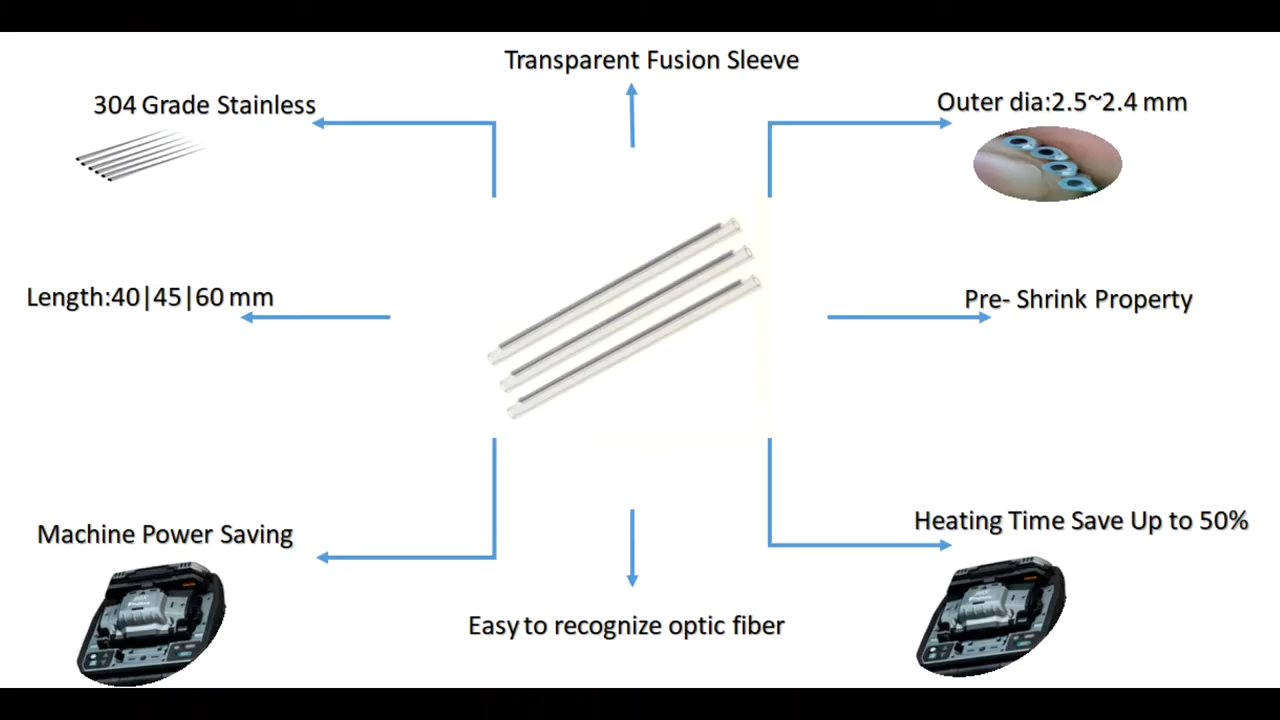 Transparent Fusion Sleeve
304 Grade Stainless
Outer dia:2.5~2.4 mm
Length:40|45|60 mm
Pre- Shrink Property
Machine Power Saving
Heating Time Save Up to 50%
Easy to recognize optic fiber